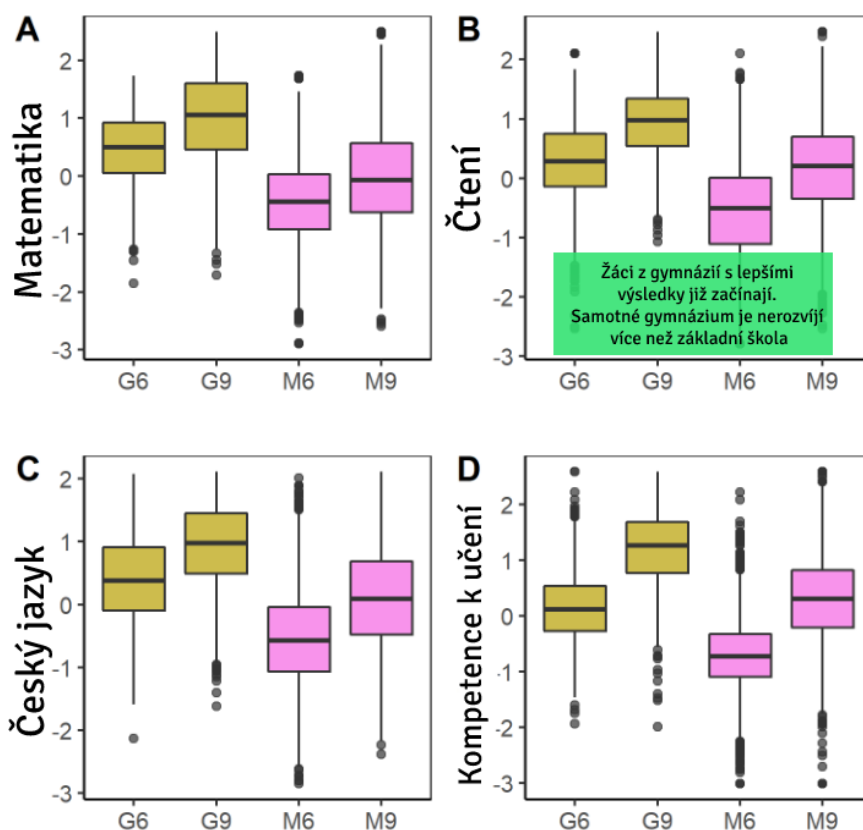 A
Matematika
2
1
0
-1
-2
-3
G6 G9 M6 M9
B
Čtení
2
1
0
-1
-2
-3
Žáci z gymnázií s lepšími
výsledky již začínají.
Samotné gymnázium je nerozvíjí
více než základní škola
G6 G9 M6 M9
C
Český jazyk
2
1
0
-1
-2
-3
G6 G9 M6 M9
D
Kompetence k učení
2
1
0
-1
-2
-3
G6 G9 M6 M9